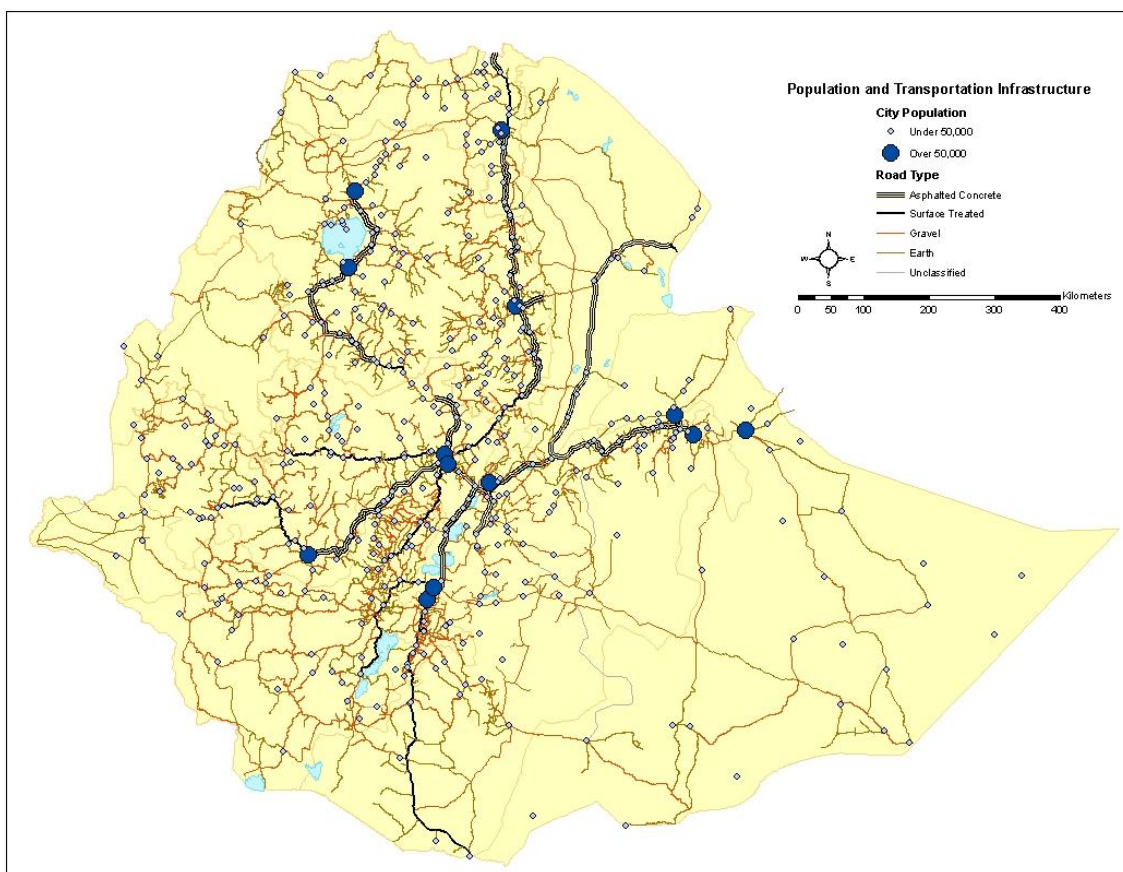 Population and Transportation Infrastructure
City Population
Under 50,000
Over 50,000
Road Type
Asphalted Concrete
Surface Treated
Gravel
Earth
Unclassified
N
W E
S
Kilometers
0 50 100 200 300 400